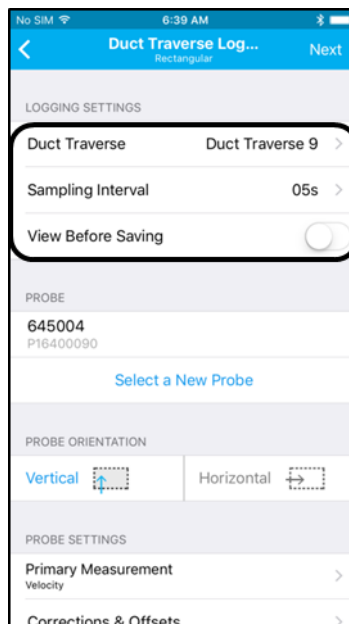 No SIM 6:39 AM
Duct Traverse Log...
Rectangular
Next
LOGGING SETTINGS
Duct Traverse Duct Traverse 9
Sampling Interval 05s
View Before Saving
PROBE
645004
P16400090
Select a New Probe
PROBE ORIENTATION
Vertical Horizontal
PROBE SETTINGS
Primary Measurement
Velocity
Corrections & Offsets